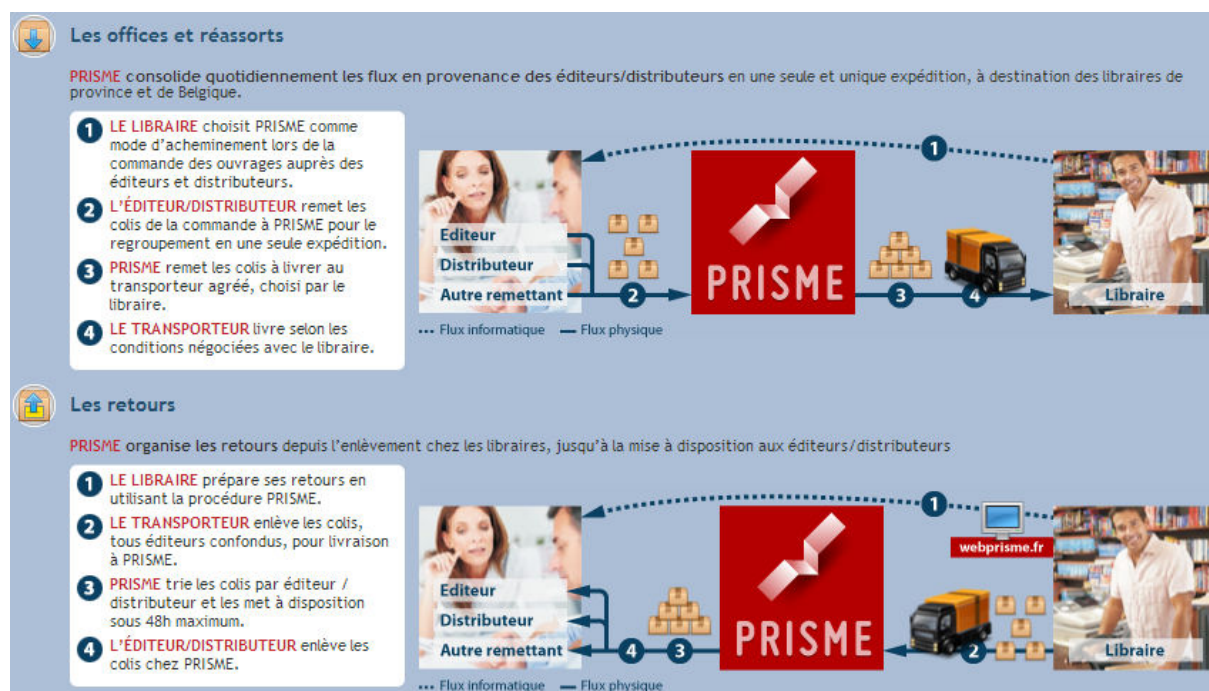 Les offices et réassorts
PRISME consolide quotidiennement les flux en provenance des éditeurs/distributeurs en une seule et unique expédition, à destination des libraires de
province et de Belgique.
1 LE LIBRAIRE choisit PRISME comme
mode d'acheminement lors de la
commande des ouvrages auprès des
éditeurs et distributeurs.
2 L'ÉDITEUR/DISTRIBUTEUR remet les
colis de la commande à PRISME pour le
regroupement en une seule expédition.
3 PRISME remet les colis à livrer au
transporteur agréé, choisi par le
libraire.
4 LE TRANSPORTEUR livre selon les
conditions négociées avec le libraire.
1
Editeur
Distributeur
Autre remettant
2
PRISME
3
4
Libraire
Flux informatique
Flux physique
Les retours
PRISME organise les retours depuis l'enlèvement chez les libraires, jusqu'à la mise à disposition aux éditeurs/distributeurs
1 LE LIBRAIRE prépare ses retours en
utilisant la procédure PRISME.
2 LE TRANSPORTEUR enlève les colis,
tous éditeurs confondus, pour livraison
à PRISME.
3 PRISME trie les colis par éditeur /
distributeur et les met à disposition
sous 48h maximum.
4 L'ÉDITEUR/DISTRIBUTEUR enlève les
colis chez PRISME.
1
webprisme.fr
Editeur
Distributeur
Autre remettant
4
3
PRISME
2
Libraire
Flux informatique
Flux physique